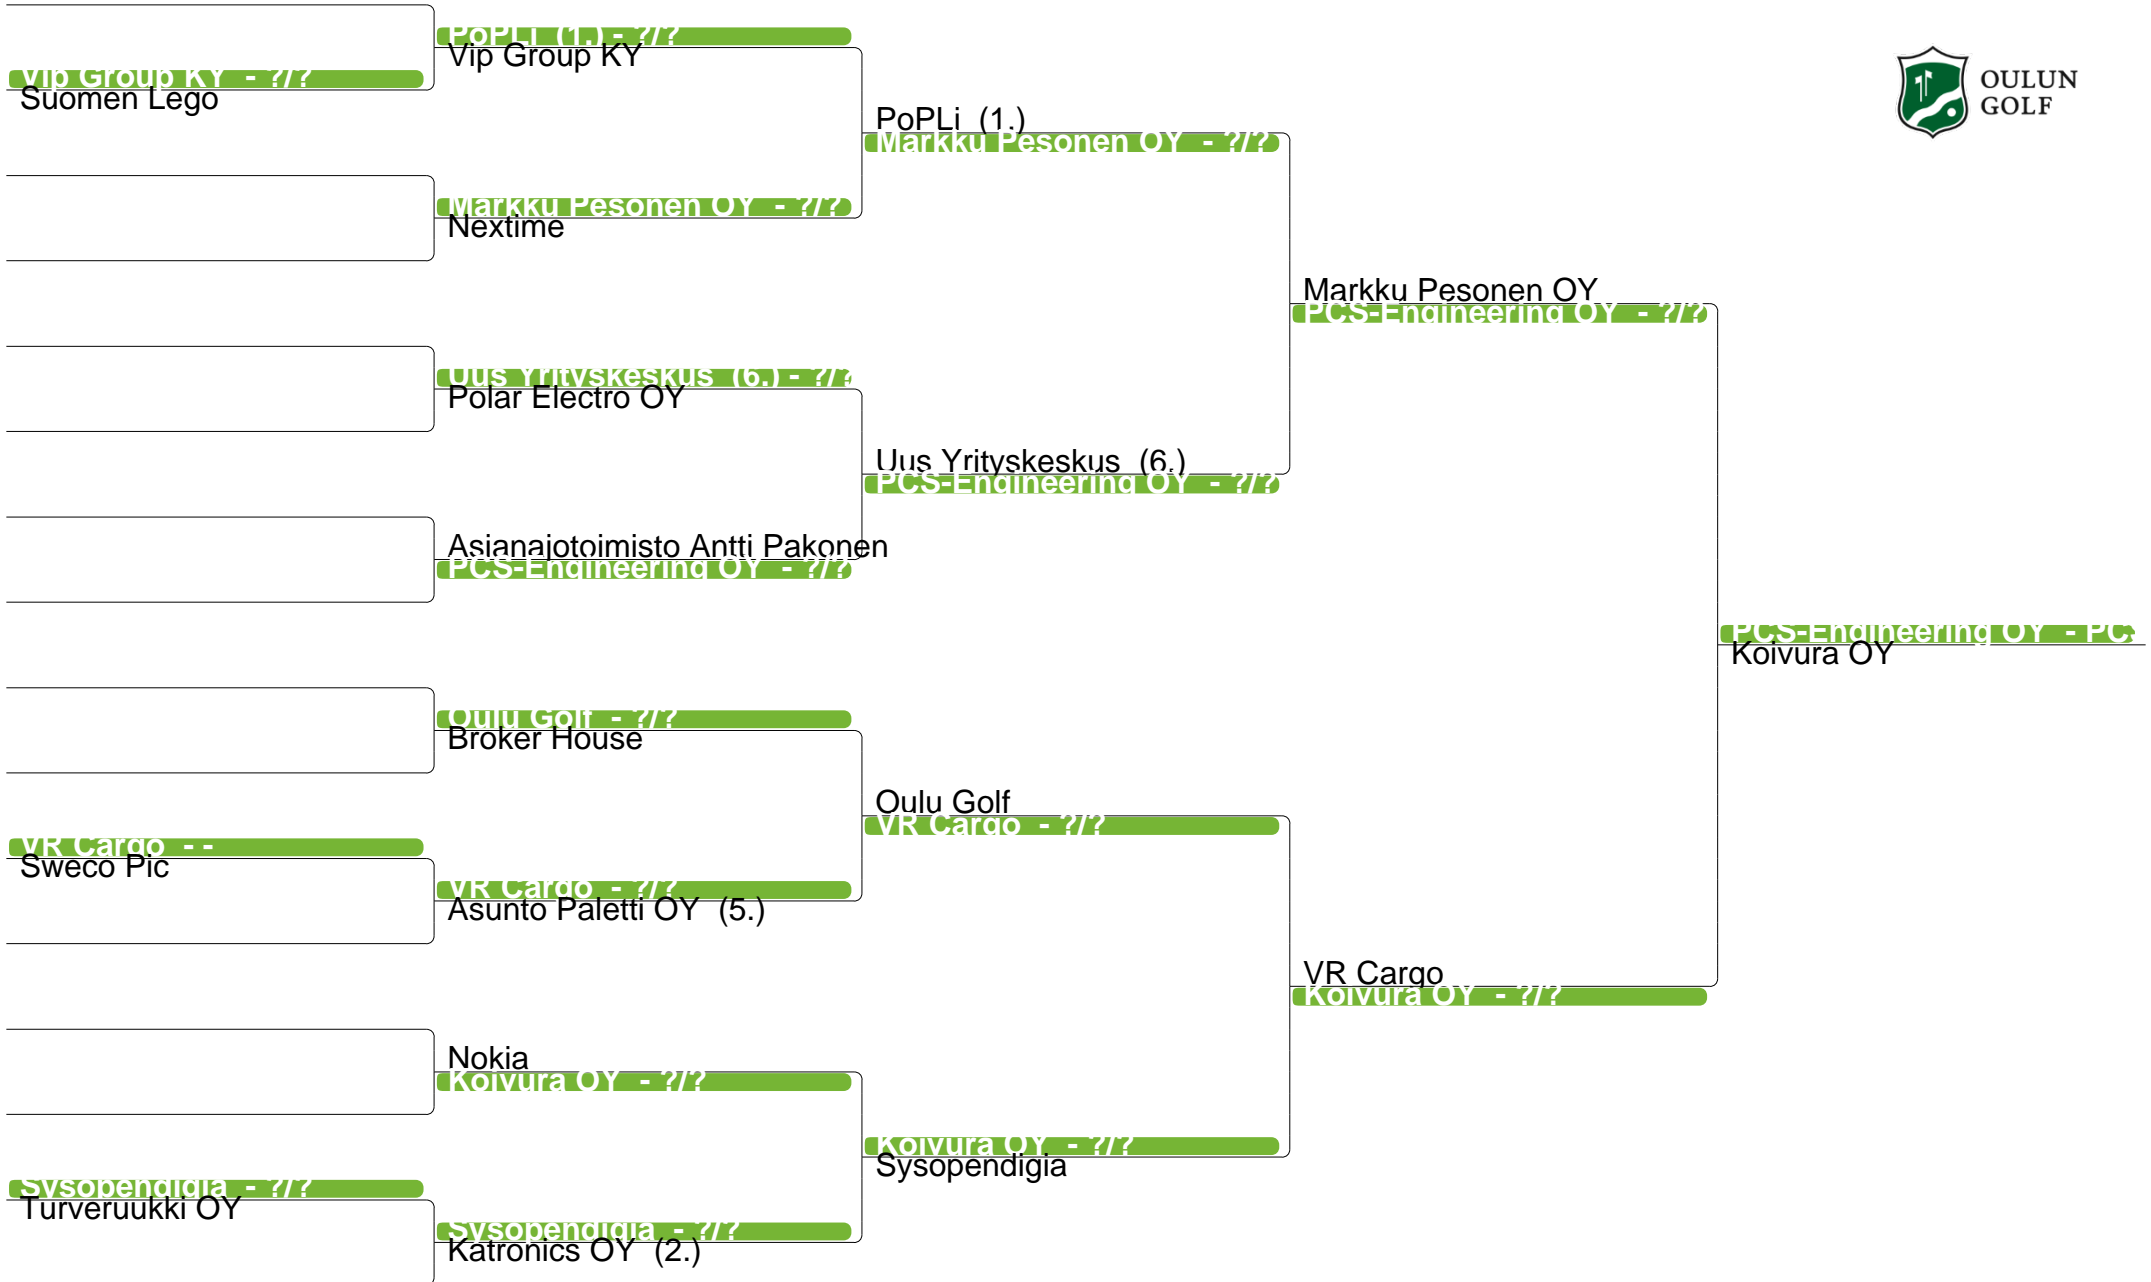 PoPLi (1.) - ?/?
Vip Group KY
Vip Group KY - ?/?
Suomen Lego
OULUN
GOLF
PoPLi (1.)
Markku Pesonen OY - ?/?
Markku Pesonen OY - ?/?
Nextime
Markku Pesonen OY
PCS-Engineering OY - ?/?
Uus Yrityskeskus (6.) - ?/?
Polar Electro OY
Uus Yrityskeskus (6.)
PCS-Engineering OY - ?/?
Asianajotoimisto Antti Pakonen
PCS-Engineering OY - ?/?
PCS-Engineering OY - PCS
Koivura OY
Oulu Golf - ?/?
Broker House
Oulu Golf
VR Cargo - ?/?
VR Cargo - -
Sweco Pic
VR Cargo - ?/?
Asunto Paletti OY (5.)
VR Cargo
Koivura OY - ?/?
Nokia
Koivura OY - ?/?
Koivura OY - ?/?
Sysopendigia
Sysopendigia - ?/?
Turveruukki OY
Sysopendigia - ?/?
Katronics OY (2.)